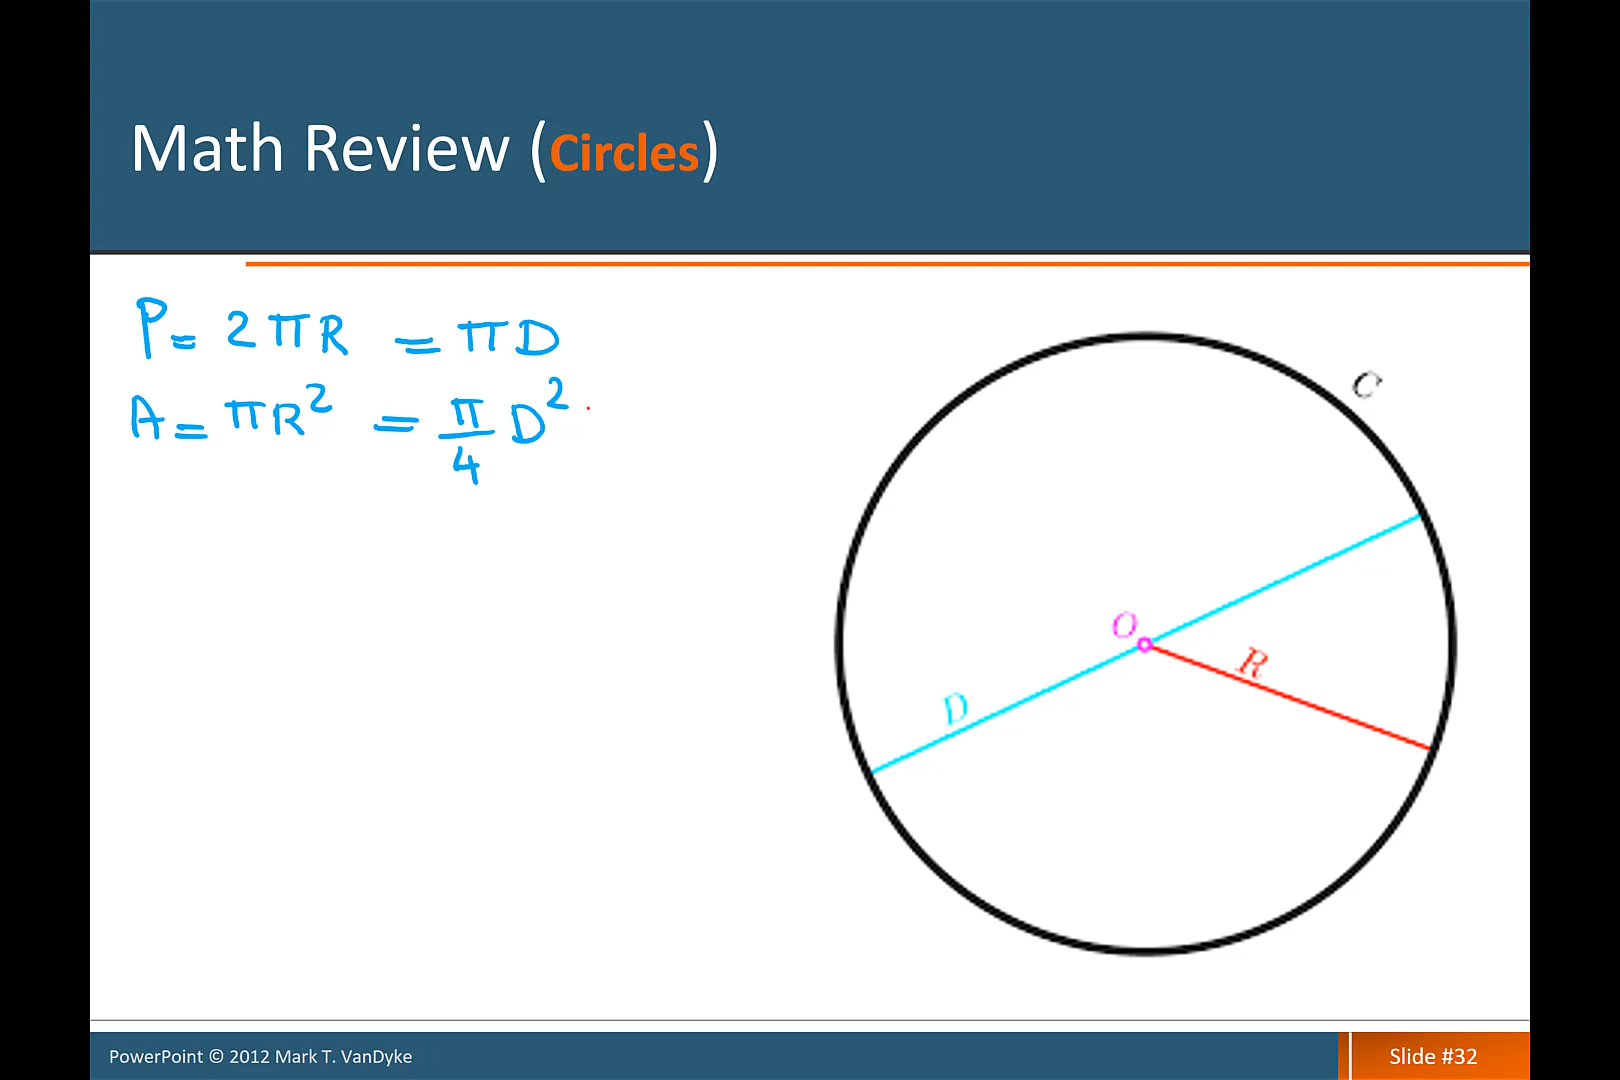 Math Review (Circles)
P = 2πR = πD
A = πR² = π/4 D²
C
O
R
D
PowerPoint © 2012 Mark T. VanDyke
Slide #32